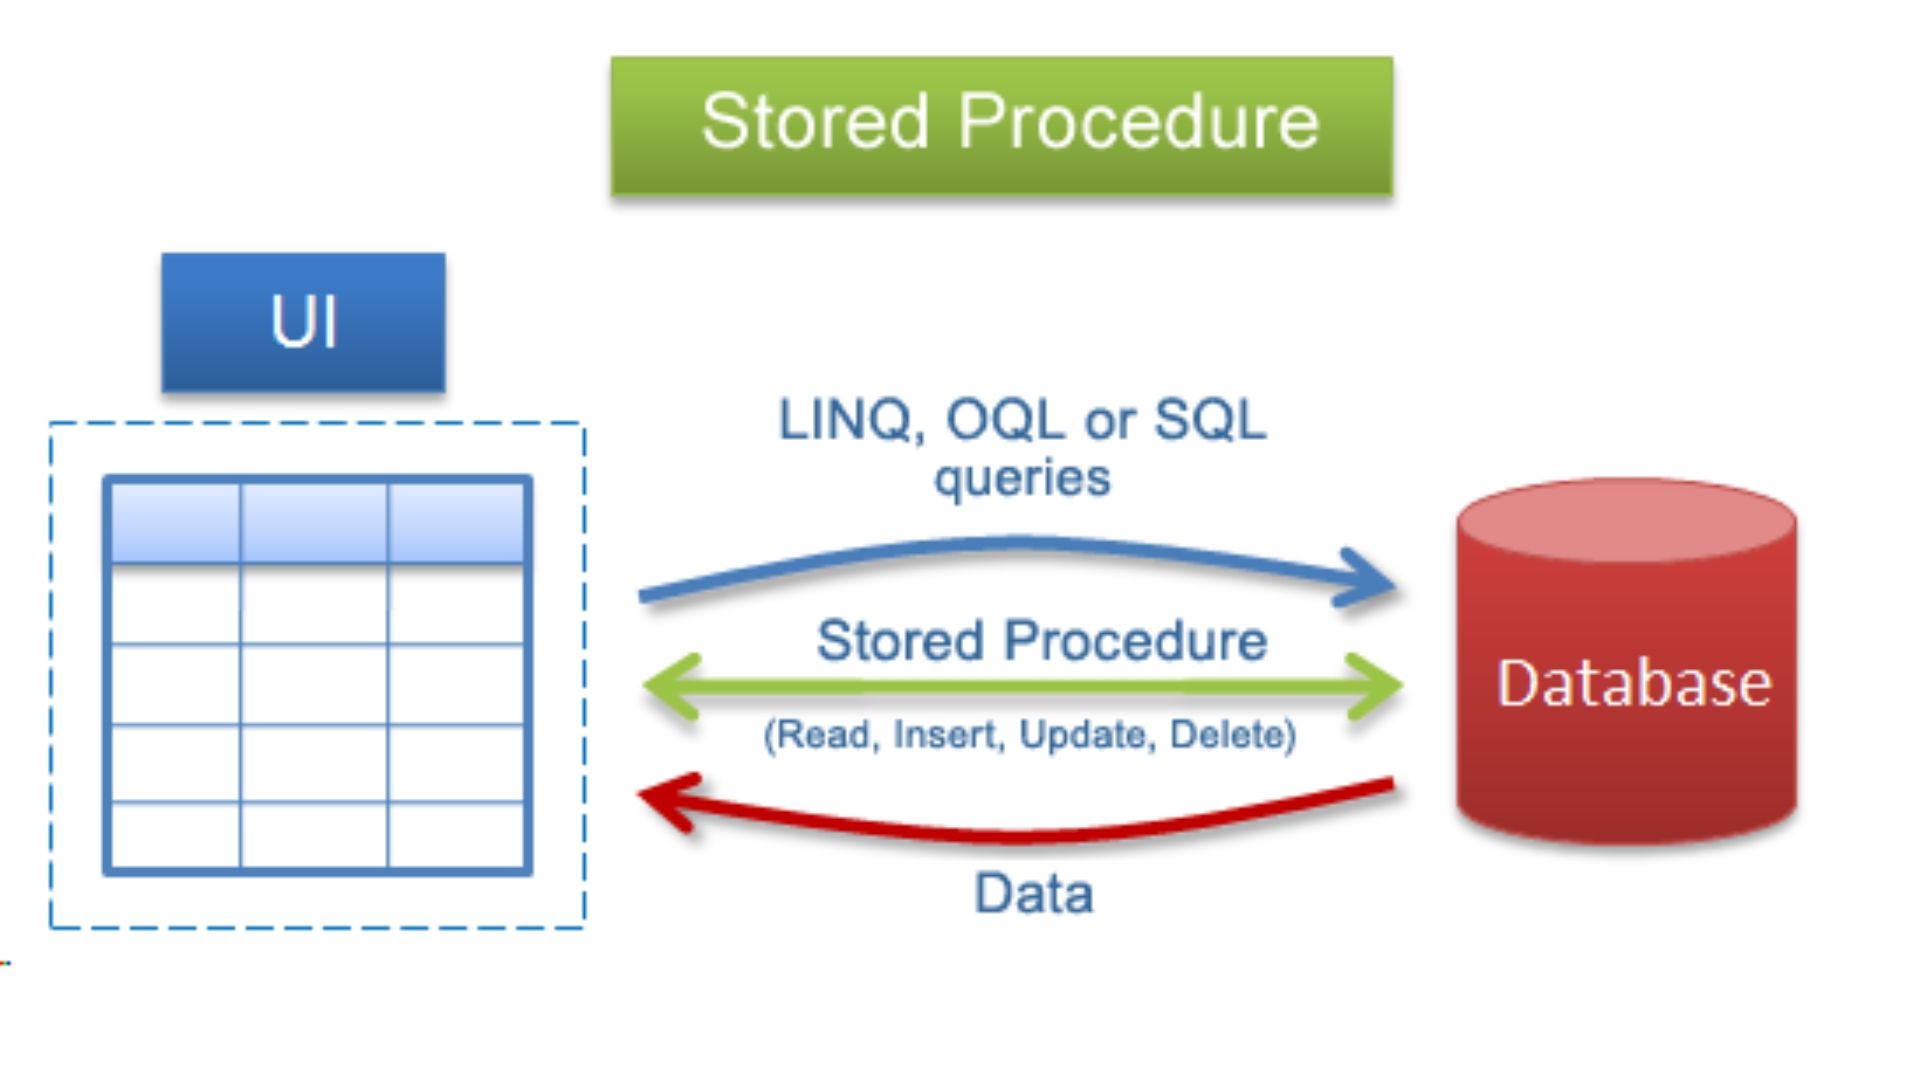 Stored Procedure
UI
LINQ, OQL or SQL
queries
Stored Procedure
(Read, Insert, Update, Delete)
Database
Data